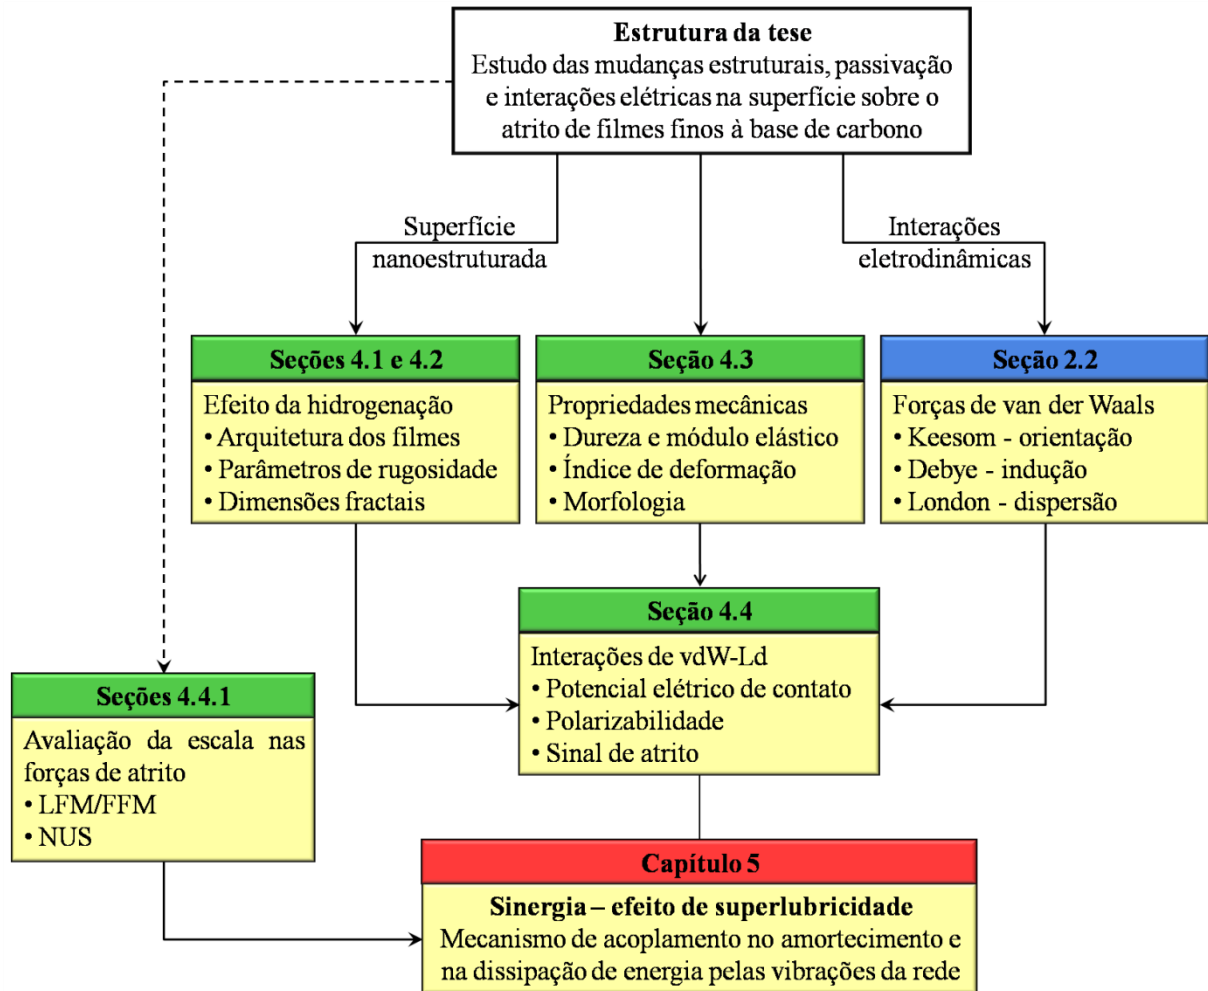 Estrutura da tese
Estudo das mudanças estruturais, passivação
e interações elétricas na superfície sobre o
atrito de filmes finos à base de carbono
Superfície
nanoestruturada
Interações
eletrodinâmicas
Seções 4.1 e 4.2
Efeito da hidrogenação
• Arquitetura dos filmes
• Parâmetros de rugosidade
• Dimensões fractais
Seção 4.3
Propriedades mecânicas
• Dureza e módulo elástico
• Índice de deformação
• Morfologia
Seção 2.2
Forças de van der Waals
• Keesom - orientação
• Debye - indução
• London - dispersão
Seção 4.4
Interações de vdW-Ld
• Potencial elétrico de contato
• Polarizabilidade
• Sinal de atrito
Seções 4.4.1
Avaliação da escala nas
forças de atrito
• LFM/FFM
• NUS
Capítulo 5
Sinergia – efeito de superlubricidade
Mecanismo de acoplamento no amortecimento e
na dissipação de energia pelas vibrações da rede